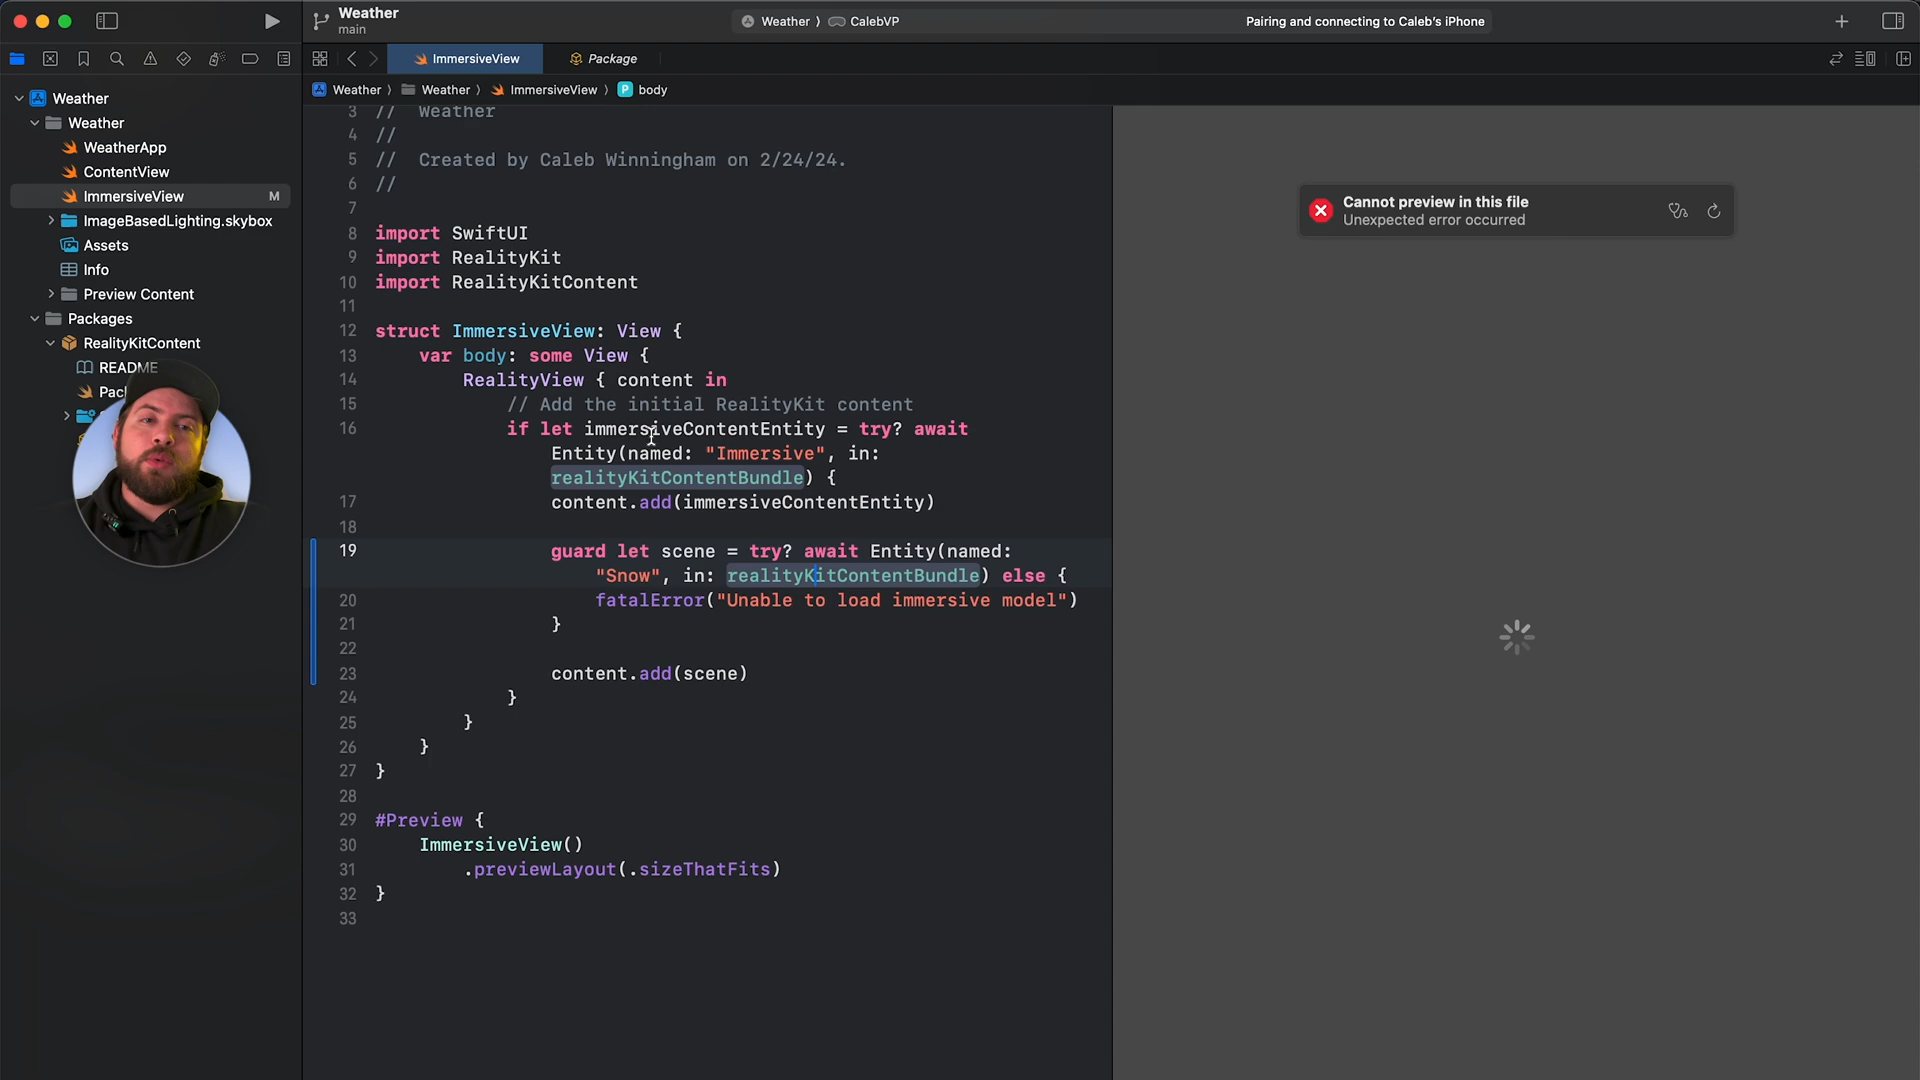 Weather
main
Weather 〉 CalebVP
Pairing and connecting to Caleb's iPhone
ImmersiveView
Package
Weather 〉 Weather 〉 ImmersiveView 〉 P body
Weather
Weather
WeatherApp
ContentView
ImmersiveView M
ImageBasedLighting.skybox
Assets
Info
Preview Content
Packages
RealityKitContent
README
3 // Weather
4 //
5 // Created by Caleb Winningham on 2/24/24.
6 //
7
8 import SwiftUI
9 import RealityKit
10 import RealityKitContent
11
12 struct ImmersiveView: View {
13 var body: some View {
14 RealityView { content in
15 // Add the initial RealityKit content
16 if let immersiveContentEntity = try? await
Entity(named: "Immersive", in:
realityKitContentBundle) {
17 content.add(immersiveContentEntity)
18
19 guard let scene = try? await Entity(named:
"Snow", in: realityKitContentBundle) else {
20 fatalError("Unable to load immersive model")
21 }
22
23 content.add(scene)
24 }
25 }
26 }
27 }
28
29 #Preview {
30 ImmersiveView()
31 .previewLayout(.sizeThatFits)
32 }
33
Cannot preview in this file
Unexpected error occurred